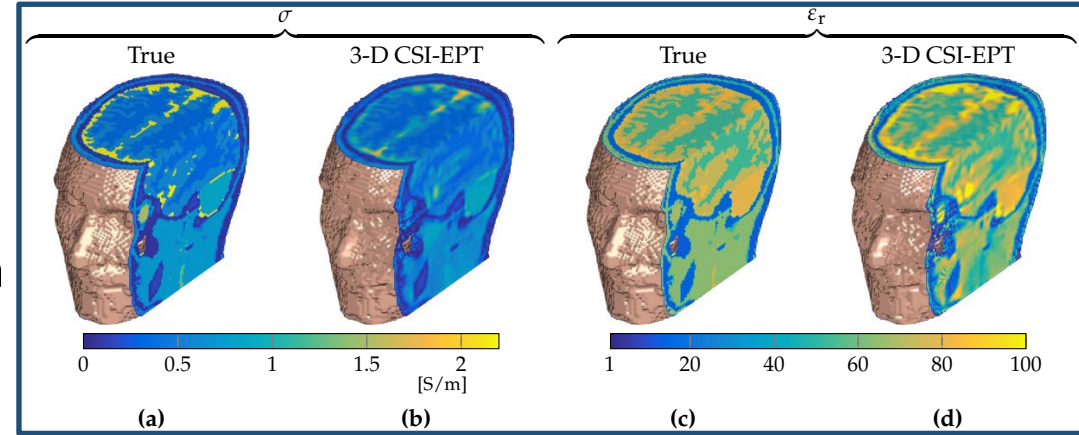 σ εr
True 3-D CSI-EPT True 3-D CSI-EPT
0 0.5 1 1.5 2 1 20 40 60 80 100
[S/m]
(a) (b) (c) (d)